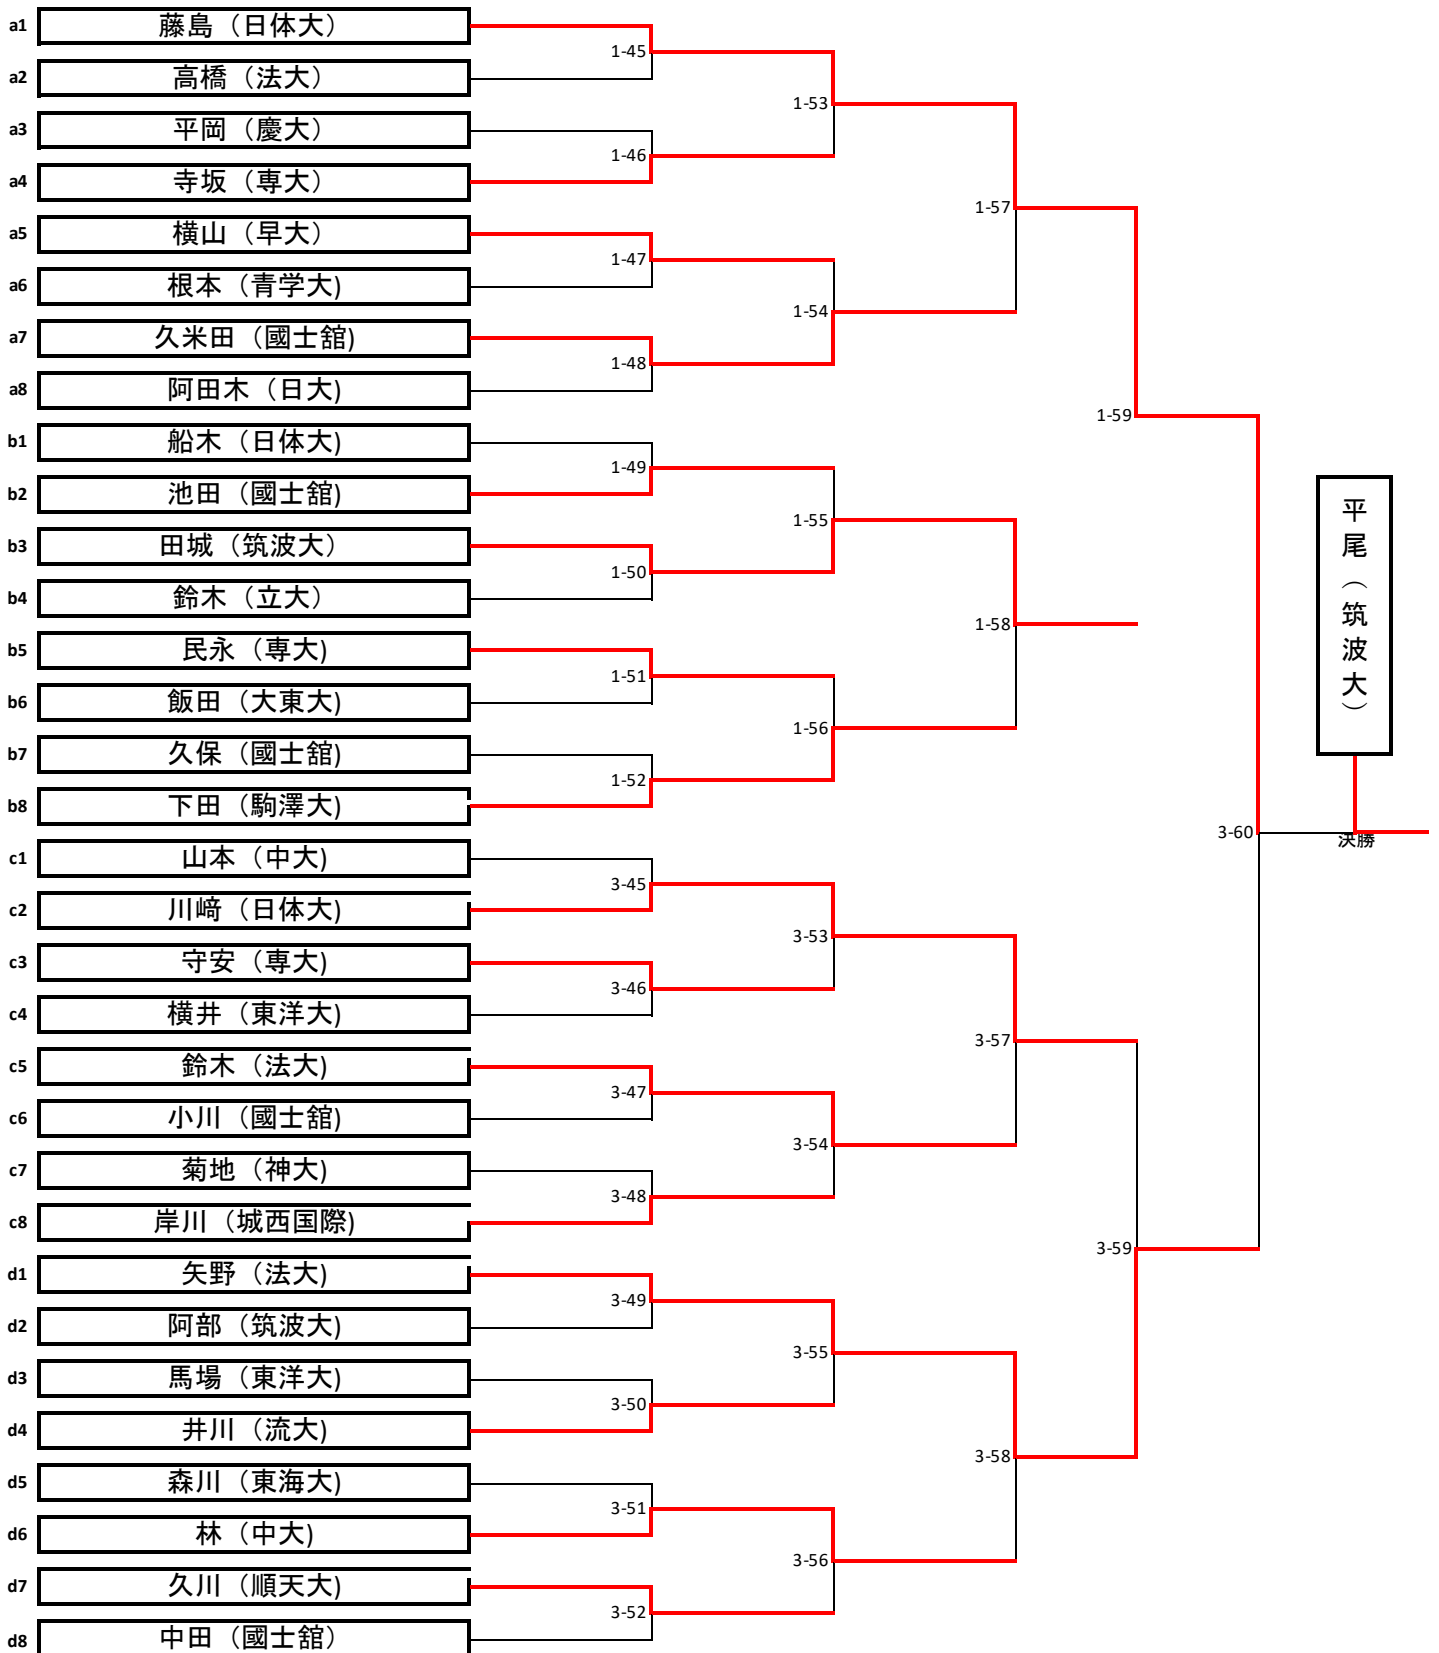 a1 藤島（日体大）
1-45
a2 高橋（法大）
1-53
a3 平岡（慶大）
1-46
a4 寺坂（専大）
1-57
a5 横山（早大）
1-47
a6 根本（青学大)
1-54
a7 久米田（國士舘)
1-48
a8 阿田木（日大)
1-59
b1 船木（日体大)
1-49
b2 池田（國士舘)
1-55
b3 田城（筑波大）
1-50
b4 鈴木（立大）
1-58
b5 民永（専大)
1-51
b6 飯田（大東大)
1-56
b7 久保（國士舘)
1-52
b8 下田（駒澤大)
平尾（筑波大）
3-60
決勝
c1 山本（中大)
3-45
c2 川﨑（日体大)
3-53
c3 守安（専大)
3-46
c4 横井（東洋大)
3-57
c5 鈴木（法大)
3-47
c6 小川（國士舘)
3-54
c7 菊地（神大)
3-48
c8 岸川（城西国際)
3-59
d1 矢野（法大)
3-49
d2 阿部（筑波大)
3-55
d3 馬場（東洋大)
3-50
d4 井川（流大)
3-58
d5 森川（東海大)
3-51
d6 林（中大)
3-56
d7 久川（順天大)
3-52
d8 中田（國士舘）